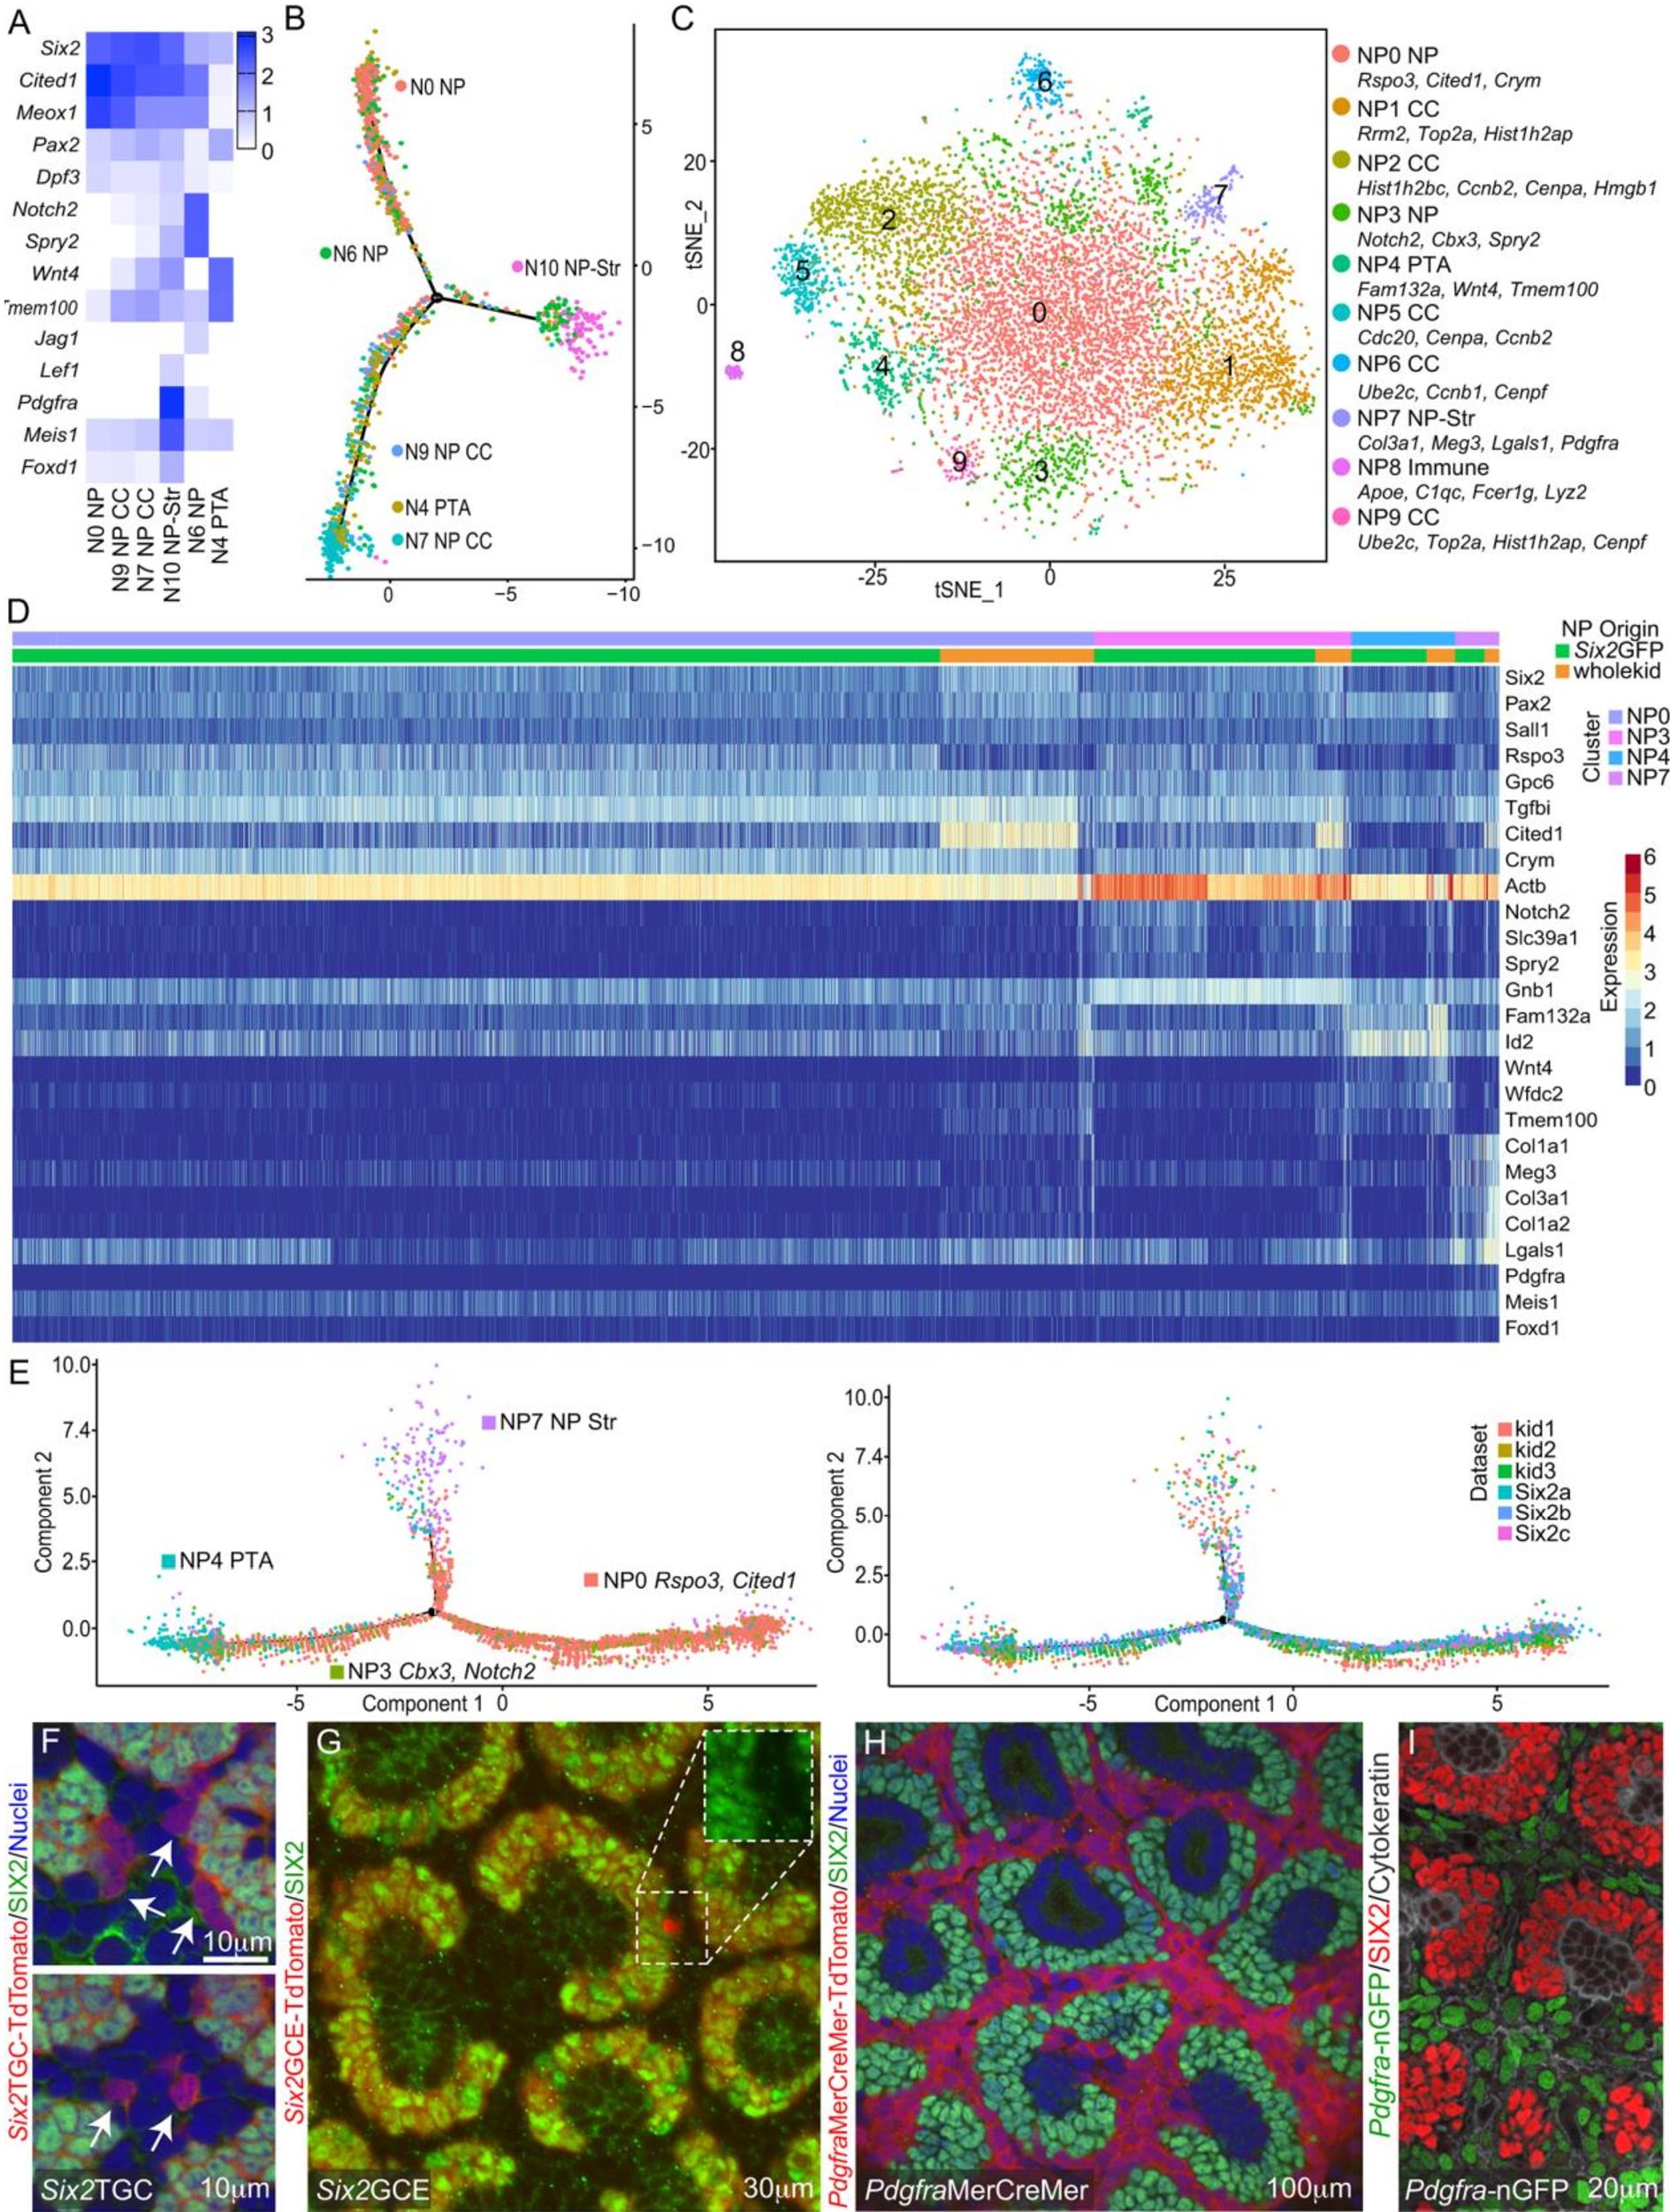 A
Six2
Cited1
Meox1
Pax2
Dpf3
Notch2
Spry2
Wnt4
Tmem100
Jag1
Lef1
Pdgfra
Meis1
Foxd1
3
2
1
0
N0 NP
N9 NP CC
N7 NP CC
N10 NP-Str
N6 NP
N4 PTA
B
N0 NP
N6 NP
N10 NP-Str
N9 NP CC
N4 PTA
N7 NP CC
5
0
−5
−10
0
−5
−10
C
tSNE_2
20
0
-20
6
7
2
5
0
4
1
8
9
3
-25
0
25
tSNE_1
NP0 NP
Rspo3, Cited1, Crym
NP1 CC
Rrm2, Top2a, Hist1h2ap
NP2 CC
Hist1h2bc, Ccnb2, Cenpa, Hmgb1
NP3 NP
Notch2, Cbx3, Spry2
NP4 PTA
Fam132a, Wnt4, Tmem100
NP5 CC
Cdc20, Cenpa, Ccnb2
NP6 CC
Ube2c, Ccnb1, Cenpf
NP7 NP-Str
Col3a1, Meg3, Lgals1, Pdgfra
NP8 Immune
Apoe, C1qc, Fcer1g, Lyz2
NP9 CC
Ube2c, Top2a, Hist1h2ap, Cenpf
D
NP Origin
Six2GFP
wholekid
Cluster
NP0
NP3
NP4
NP7
Expression
6
5
4
3
2
1
0
Six2
Pax2
Sall1
Rspo3
Gpc6
Tgfbi
Cited1
Crym
Actb
Notch2
Slc39a1
Spry2
Gnb1
Fam132a
Id2
Wnt4
Wfdc2
Tmem100
Col1a1
Meg3
Col3a1
Col1a2
Lgals1
Pdgfra
Meis1
Foxd1
E
Component 2
10.0
7.4
5.0
2.5
0.0
NP7 NP Str
NP4 PTA
NP0 Rspo3, Cited1
NP3 Cbx3, Notch2
-5
Component 1
0
5
Component 2
10.0
7.4
5.0
2.5
0.0
Dataset
kid1
kid2
kid3
Six2a
Six2b
Six2c
-5
Component 1
0
5
Six2TGC-TdTomato/SIX2/Nuclei
F
10μm
Six2TGC
10μm
Six2GCE-TdTomato/SIX2
G
Six2GCE
30μm
PdgfraMerCreMer-TdTomato/SIX2/Nuclei
H
PdgfraMerCreMer
100μm
Pdgfra-nGFP/SIX2/Cytokeratin
I
Pdgfra-nGFP
20μm